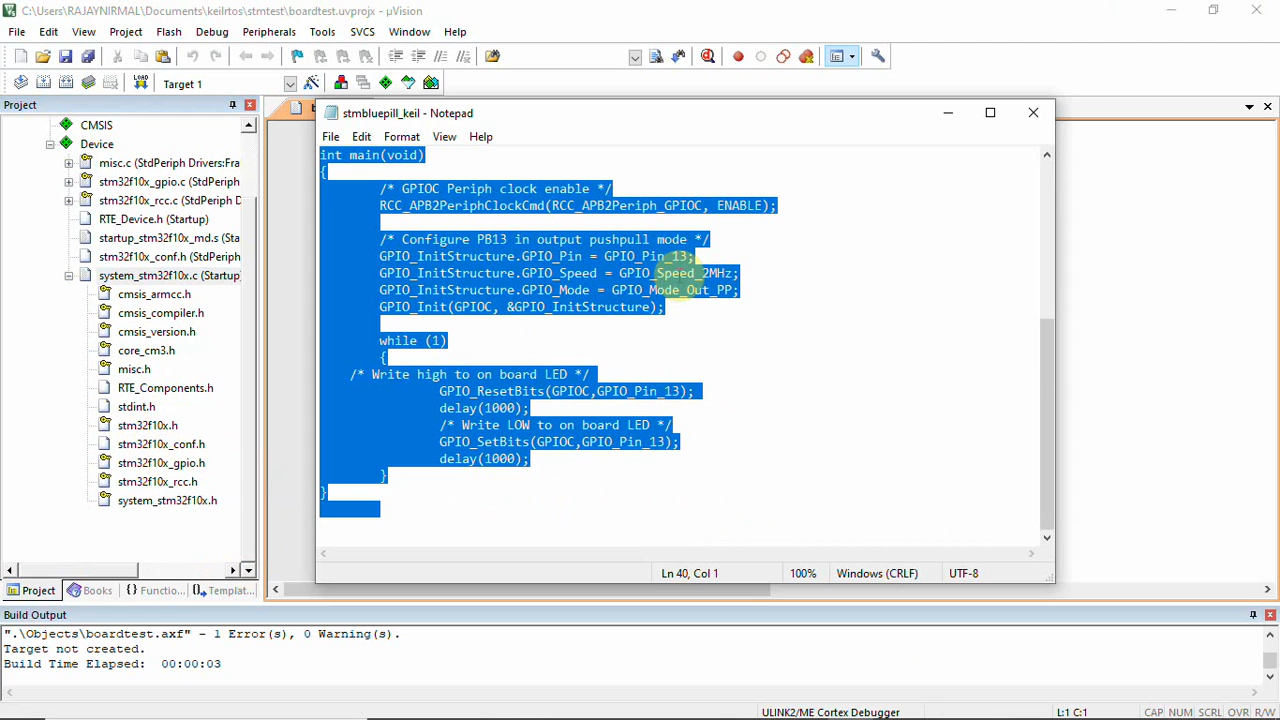 C:\Users\RAJAYNIRMAL\Documents\keilrtos\stmtest\boardtest.uvprojx - µVision
File Edit View Project Flash Debug Peripherals Tools SVCS Window Help
LOAD
Target 1
Project
CMSIS
Device
misc.c (StdPeriph Drivers:Fra
stm32f10x_gpio.c (StdPeriph
stm32f10x_rcc.c (StdPeriph D
RTE_Device.h (Startup)
startup_stm32f10x_md.s (Star
stm32f10x_conf.h (StdPeriph
system_stm32f10x.c (Startup)
cmsis_armcc.h
cmsis_compiler.h
cmsis_version.h
core_cm3.h
misc.h
RTE_Components.h
stdint.h
stm32f10x.h
stm32f10x_conf.h
stm32f10x_gpio.h
stm32f10x_rcc.h
system_stm32f10x.h
Project Books {} Functio... Templat...
stmbluepill_keil - Notepad
File Edit Format View Help
int main(void)
{
/* GPIOC Periph clock enable */
RCC_APB2PeriphClockCmd(RCC_APB2Periph_GPIOC, ENABLE);
/* Configure PB13 in output pushpull mode */
GPIO_InitStructure.GPIO_Pin = GPIO_Pin_13;
GPIO_InitStructure.GPIO_Speed = GPIO_Speed_2MHz;
GPIO_InitStructure.GPIO_Mode = GPIO_Mode_Out_PP;
GPIO_Init(GPIOC, &GPIO_InitStructure);
while (1)
{
/* Write high to on board LED */
GPIO_ResetBits(GPIOC,GPIO_Pin_13);
delay(1000);
/* Write LOW to on board LED */
GPIO_SetBits(GPIOC,GPIO_Pin_13);
delay(1000);
}
}
Ln 40, Col 1 100% Windows (CRLF) UTF-8
Build Output
".\Objects\boardtest.axf" - 1 Error(s), 0 Warning(s).
Target not created.
Build Time Elapsed:  00:00:03
ULINK2/ME Cortex Debugger L:1 C:1 CAP NUM SCRL OVR R/W